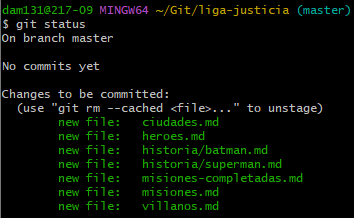 dam131@217-09 MINGW64 ~/Git/liga-justicia (master)
$ git status
On branch master
No commits yet
Changes to be committed:
(use "git rm --cached <file>..." to unstage)
new file: ciudades.md
new file: heroes.md
new file: historia/batman.md
new file: historia/superman.md
new file: misiones-completadas.md
new file: misiones.md
new file: villanos.md